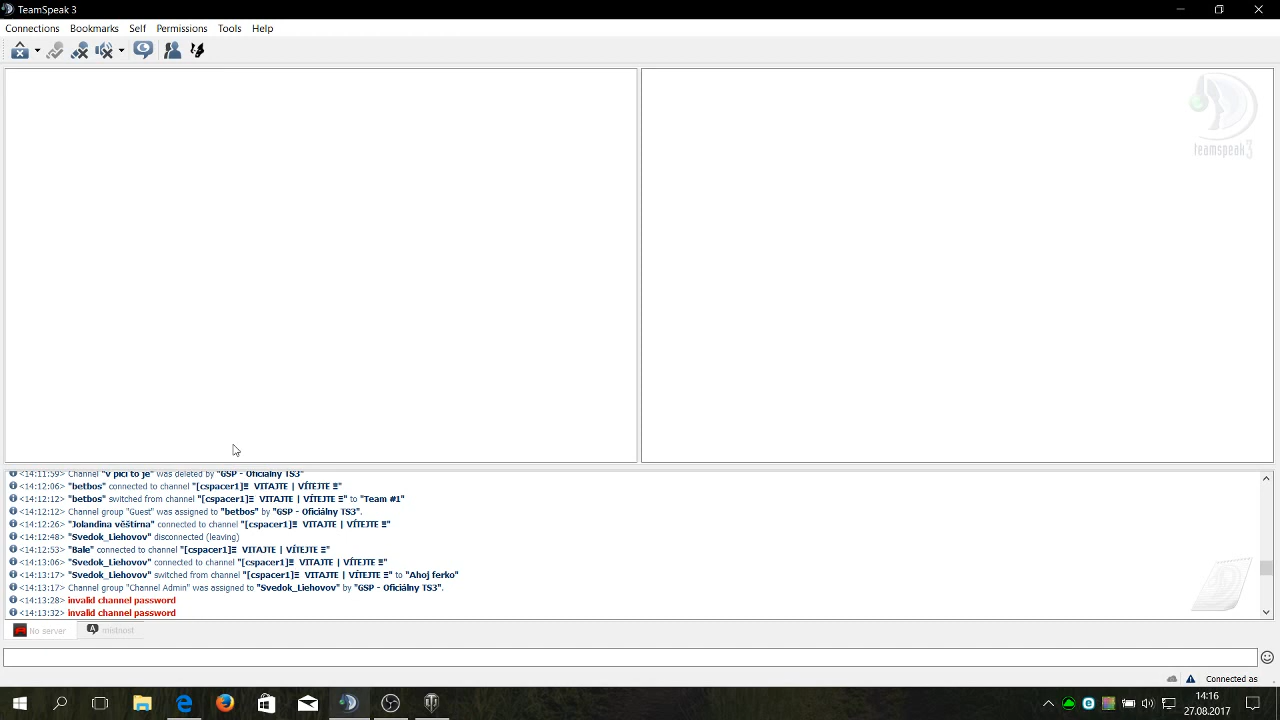 TeamSpeak 3
Connections Bookmarks Self Permissions Tools Help
teamspeak 3
<14:11:59> Channel "v pici to je" was deleted by "GSP - Oficiálny TS3"
<14:12:06> "betbos" connected to channel "[cspacer1]≡ VITAJTE | VÍTEJTE ≡"
<14:12:12> "betbos" switched from channel "[cspacer1]≡ VITAJTE | VÍTEJTE ≡" to "Team #1"
<14:12:12> Channel group "Guest" was assigned to "betbos" by "GSP - Oficiálny TS3".
<14:12:26> "Jolandina věštirna" connected to channel "[cspacer1]≡ VITAJTE | VÍTEJTE ≡"
<14:12:48> "Svedok_Liehovov" disconnected (leaving)
<14:12:53> "Bale" connected to channel "[cspacer1]≡ VITAJTE | VÍTEJTE ≡"
<14:13:06> "Svedok_Liehovov" connected to channel "[cspacer1]≡ VITAJTE | VÍTEJTE ≡"
<14:13:17> "Svedok_Liehovov" switched from channel "[cspacer1]≡ VITAJTE | VÍTEJTE ≡" to "Ahoj ferko"
<14:13:17> Channel group "Channel Admin" was assigned to "Svedok_Liehovov" by "GSP - Oficiálny TS3".
<14:13:28> invalid channel password
<14:13:32> invalid channel password
No server mistnost
Connected as
14:16
27.08.2017